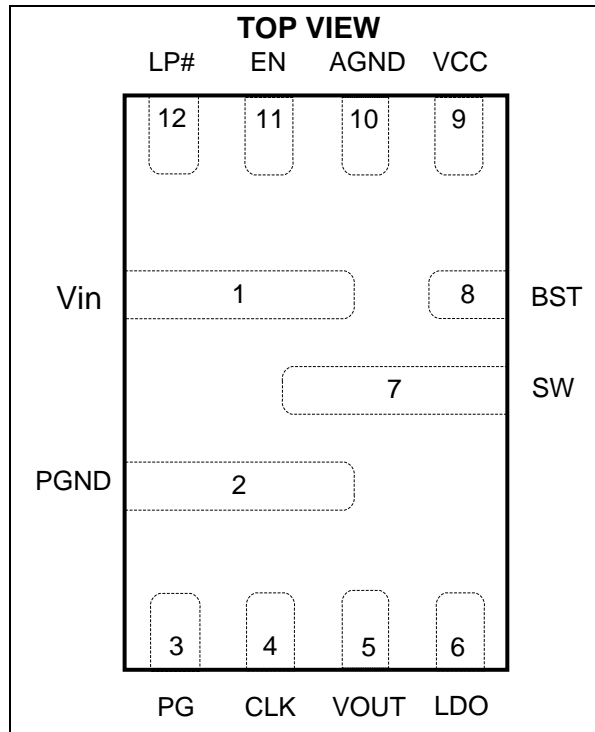 TOP VIEW
LP# EN AGND VCC
12 11 10 9
Vin 1 8 BST
7 SW
PGND 2
3 4 5 6
PG CLK VOUT LDO